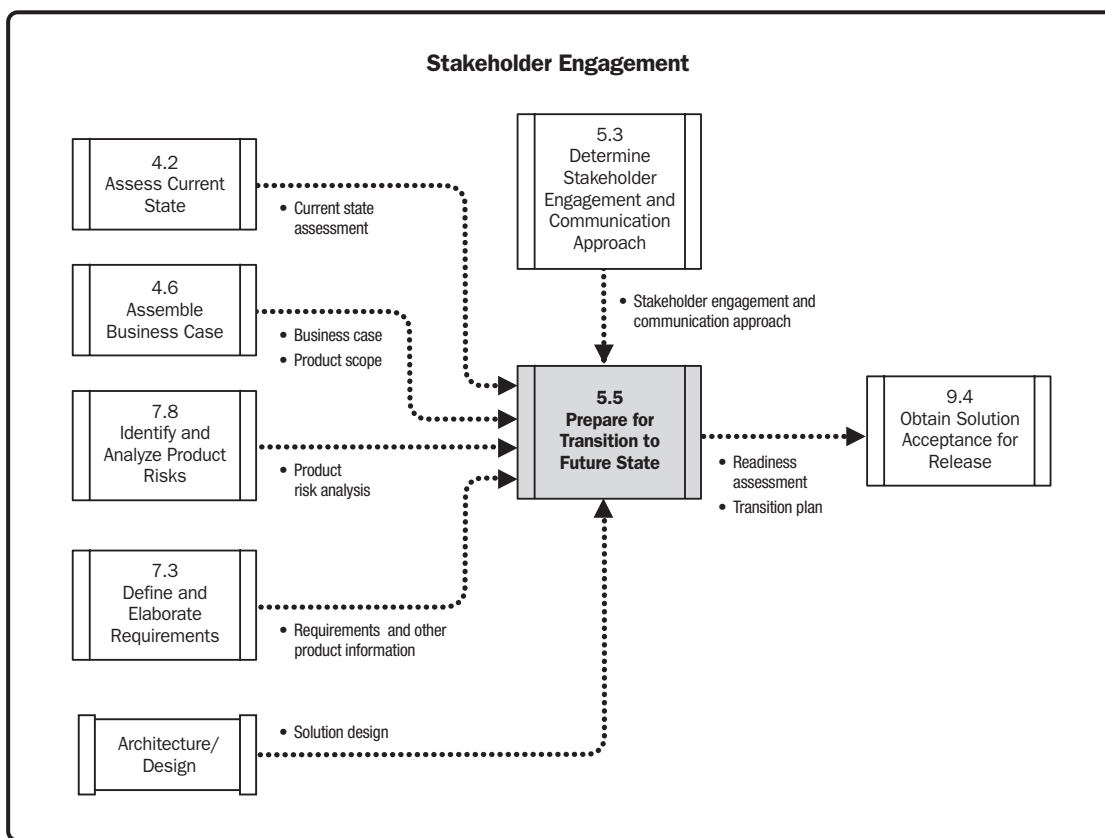 Stakeholder Engagement
4.2
Assess Current
State
• Current state
assessment
5.3
Determine
Stakeholder
Engagement and
Communication
Approach
• Stakeholder engagement and
communication approach
4.6
Assemble
Business Case
• Business case
• Product scope
7.8
Identify and
Analyze Product
Risks
• Product
risk analysis
5.5
Prepare for
Transition to
Future State
• Readiness
assessment
• Transition plan
9.4
Obtain Solution
Acceptance for
Release
7.3
Define and
Elaborate
Requirements
• Requirements and other
product information
Architecture/
Design
• Solution design